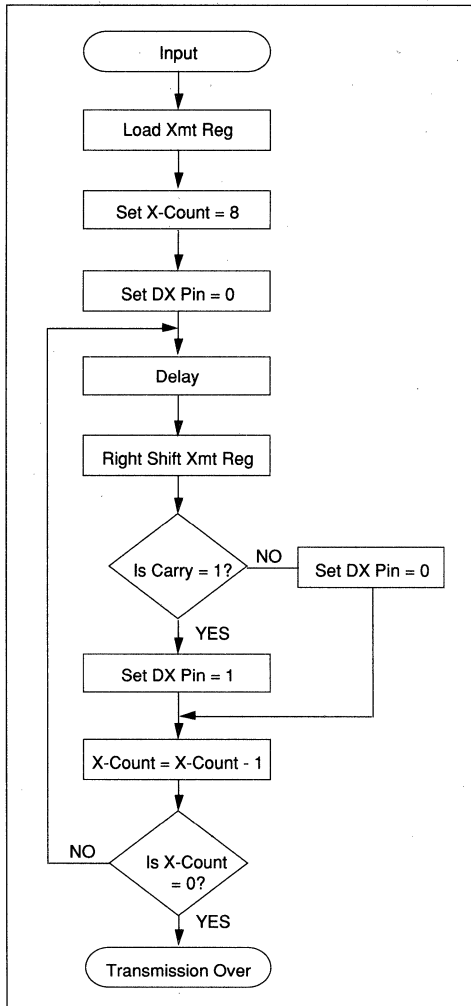 Input
Load Xmt Reg
Set X-Count = 8
Set DX Pin = 0
Delay
Right Shift Xmt Reg
Is Carry = 1?
NO
Set DX Pin = 0
YES
Set DX Pin = 1
X-Count = X-Count - 1
NO
Is X-Count
= 0?
YES
Transmission Over